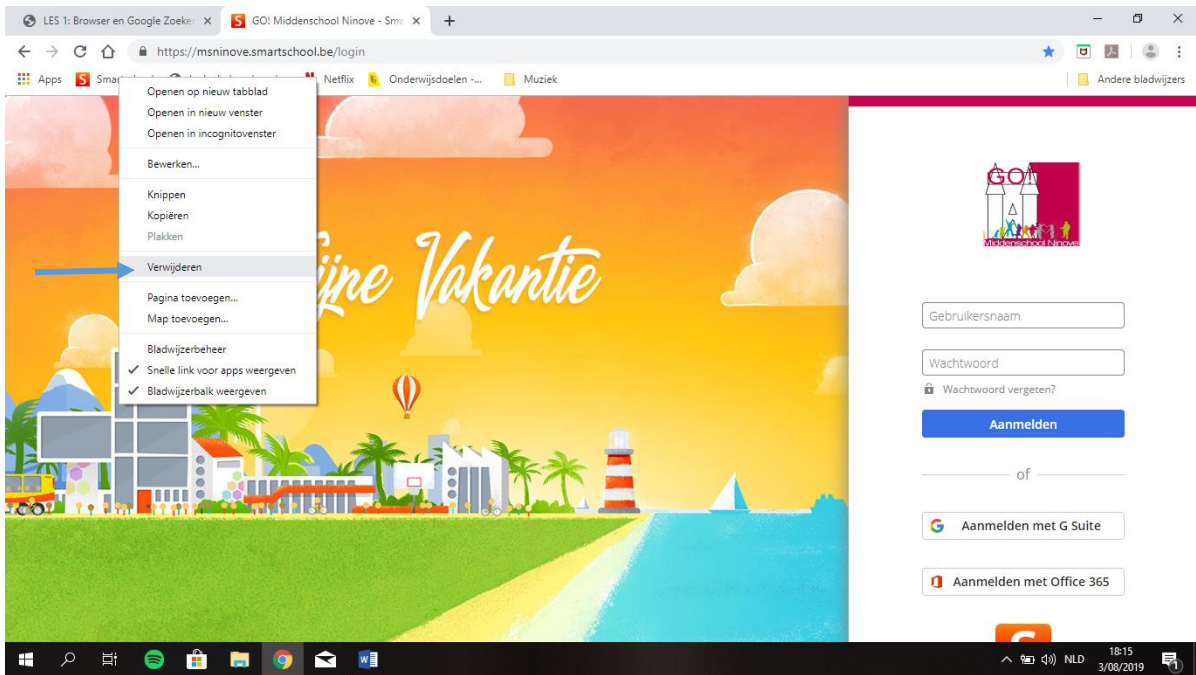 LES 1: Browser en Google Zoeken
GO! Middenschool Ninove - Sma
https://msninove.smartschool.be/login
Apps
Netflix
Onderwijsdoelen -...
Muziek
Andere bladwijzers
Openen op nieuw tabblad
Openen in nieuw venster
Openen in incognitovenster
Bewerken...
Knippen
Kopiëren
Plakken
Verwijderen
Pagina toevoegen...
Map toevoegen...
Bladwijzerbeheer
Snelle link voor apps weergeven
Bladwijzerbalk weergeven
ijne Vakantie
GO!
Middenschool Ninove
Gebruikersnaam
Wachtwoord
Wachtwoord vergeten?
Aanmelden
of
Aanmelden met G Suite
Aanmelden met Office 365
NLD
18:15
3/08/2019
1